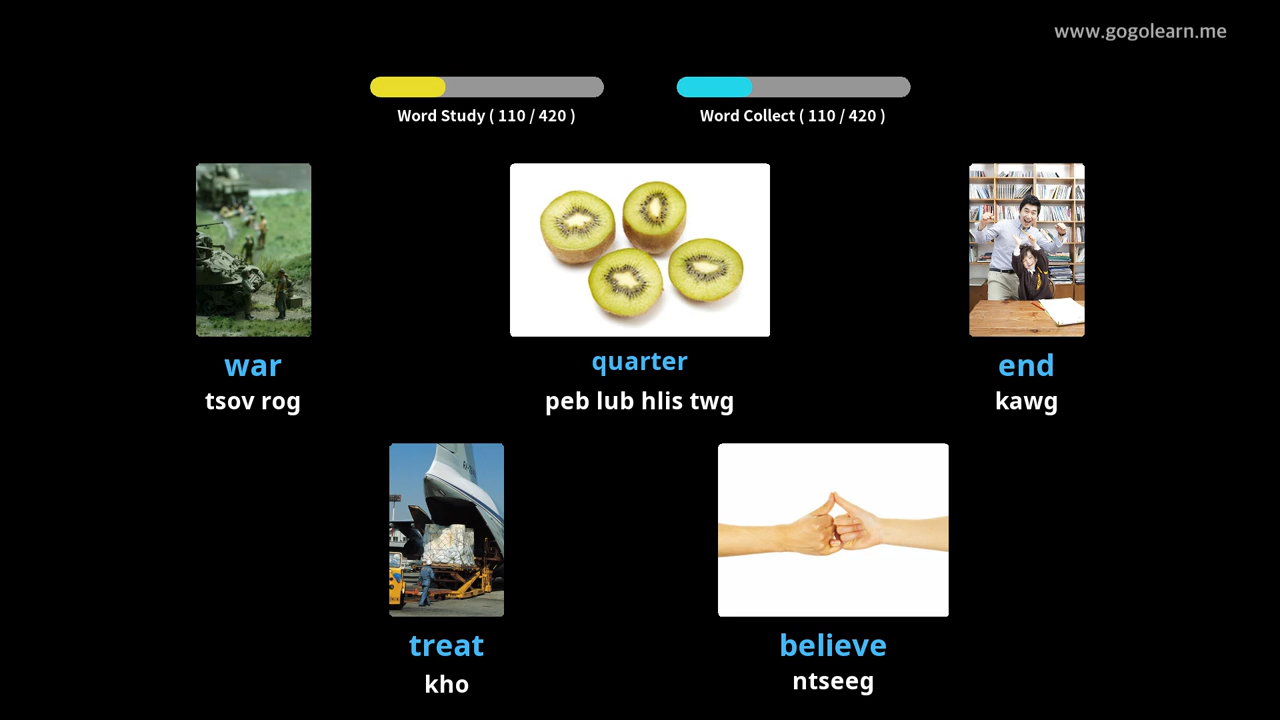 www.gogolearn.me
Word Study ( 110 / 420 )
Word Collect ( 110 / 420 )
war
tsov rog
quarter
peb lub hlis twg
end
kawg
treat
kho
believe
ntseeg